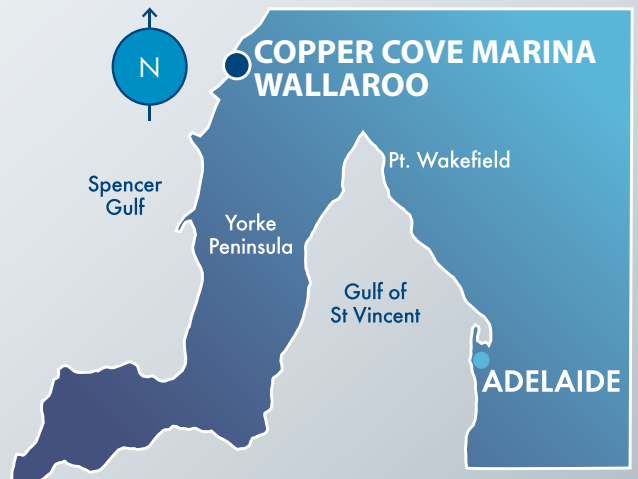 N
COPPER COVE MARINA
WALLAROO
Pt. Wakefield
Spencer
Gulf
Yorke
Peninsula
Gulf of
St Vincent
ADELAIDE